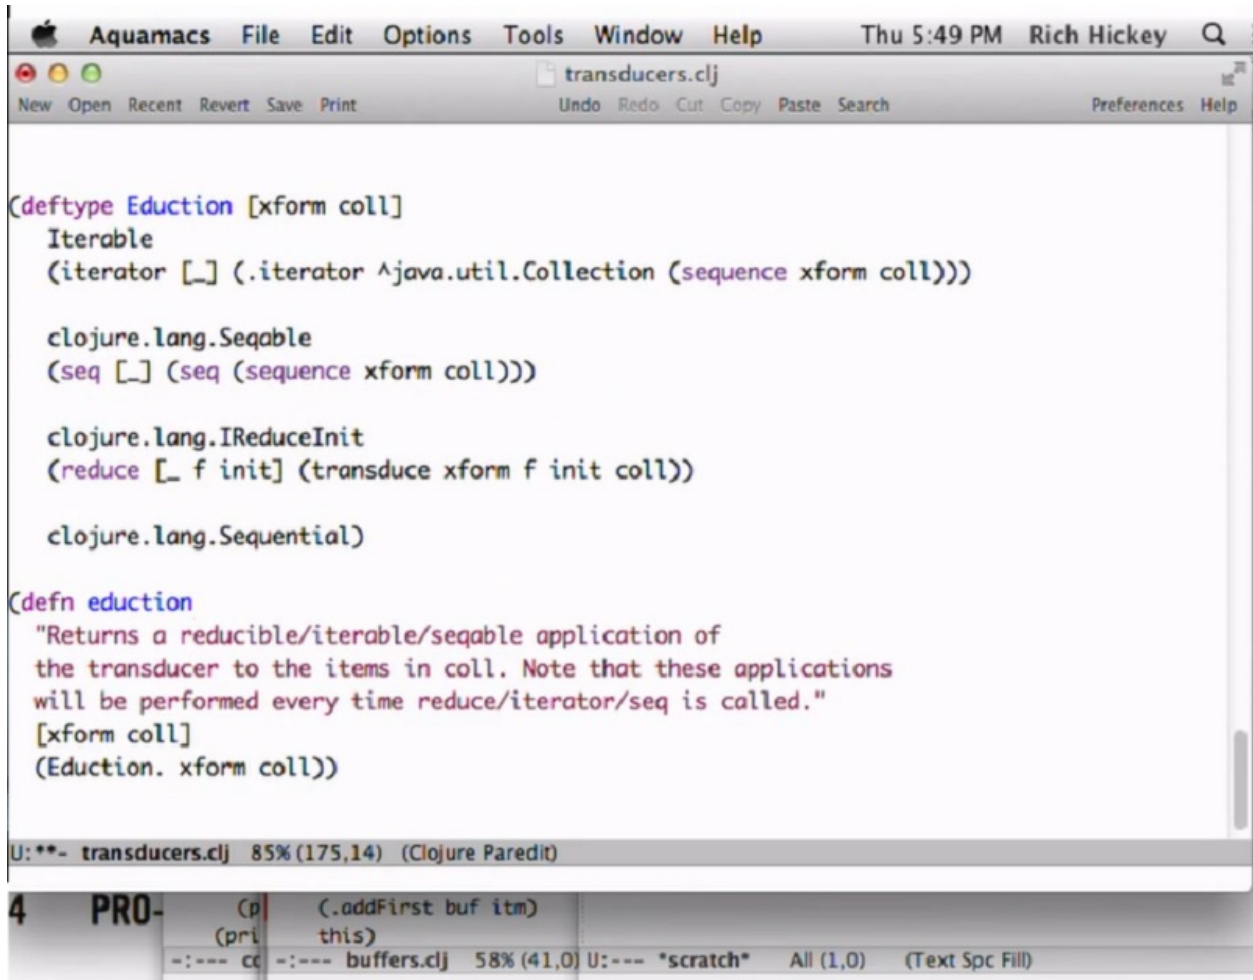 Aquamacs File Edit Options Tools Window Help Thu 5:49 PM Rich Hickey
transducers.clj
New Open Recent Revert Save Print Undo Redo Cut Copy Paste Search Preferences Help
(deftype Eduction [xform coll]
Iterable
(iterator [_] (.iterator ^java.util.Collection (sequence xform coll)))
clojure.lang.Seqable
(seq [_] (seq (sequence xform coll)))
clojure.lang.IReduceInit
(reduce [_ f init] (transduce xform f init coll))
clojure.lang.Sequential)
(defn eduction
"Returns a reducible/iterable/seqable application of
the transducer to the items in coll. Note that these applications
will be performed every time reduce/iterator/seq is called."
[xform coll]
(Eduction. xform coll))
U:**- transducers.clj 85% (175,14) (Clojure Paredit)
4 PRO- (p (.addFirst buf itm)
(pri this)
-:--- co -:--- buffers.clj 58% (41,0) U:--- *scratch* All (1,0) (Text Spc Fill)